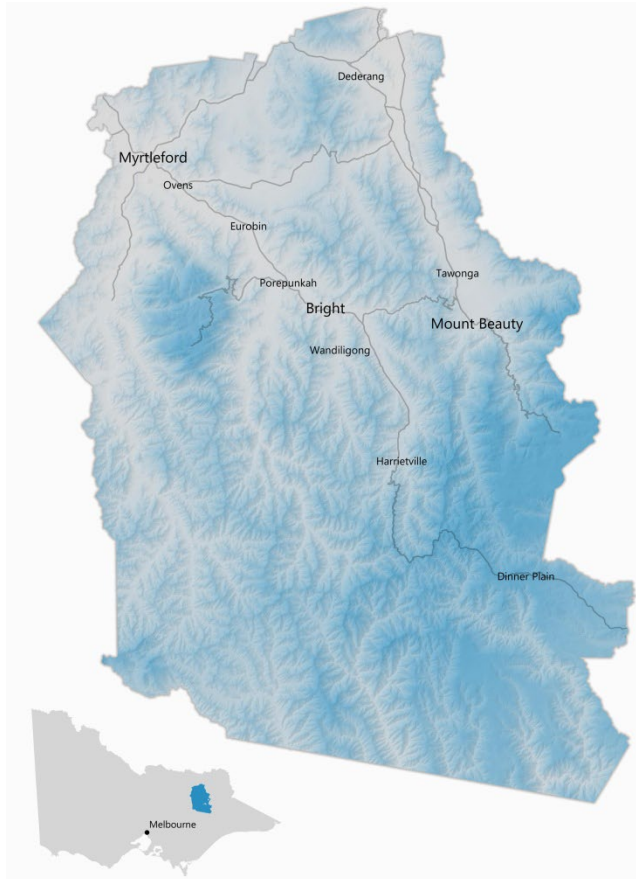 Dederang
Myrtleford
Ovens
Eurobin
Tawonga
Porepunkah
Bright
Mount Beauty
Wandiligong
Harrietville
Dinner Plain
Melbourne